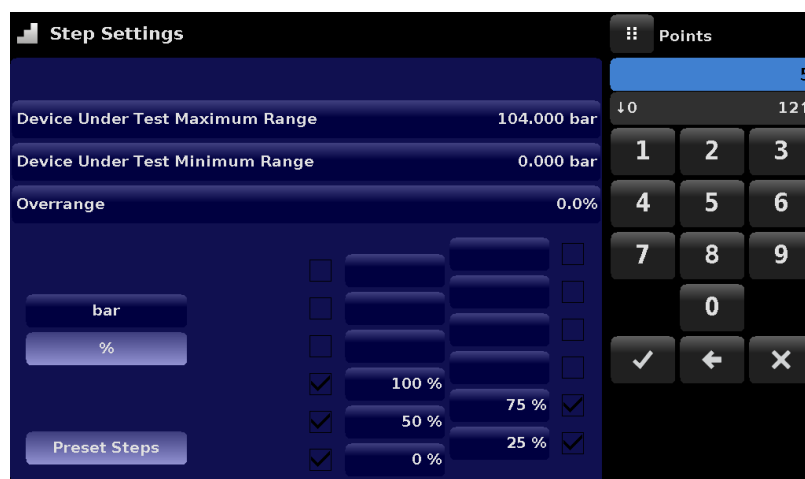 Step Settings
Points
5
Device Under Test Maximum Range 104.000 bar
↓0 121
Device Under Test Minimum Range 0.000 bar
1 2 3
Overrange 0.0%
4 5 6
7 8 9
bar
0
%
100 %
75 %
50 %
25 %
Preset Steps
0 %